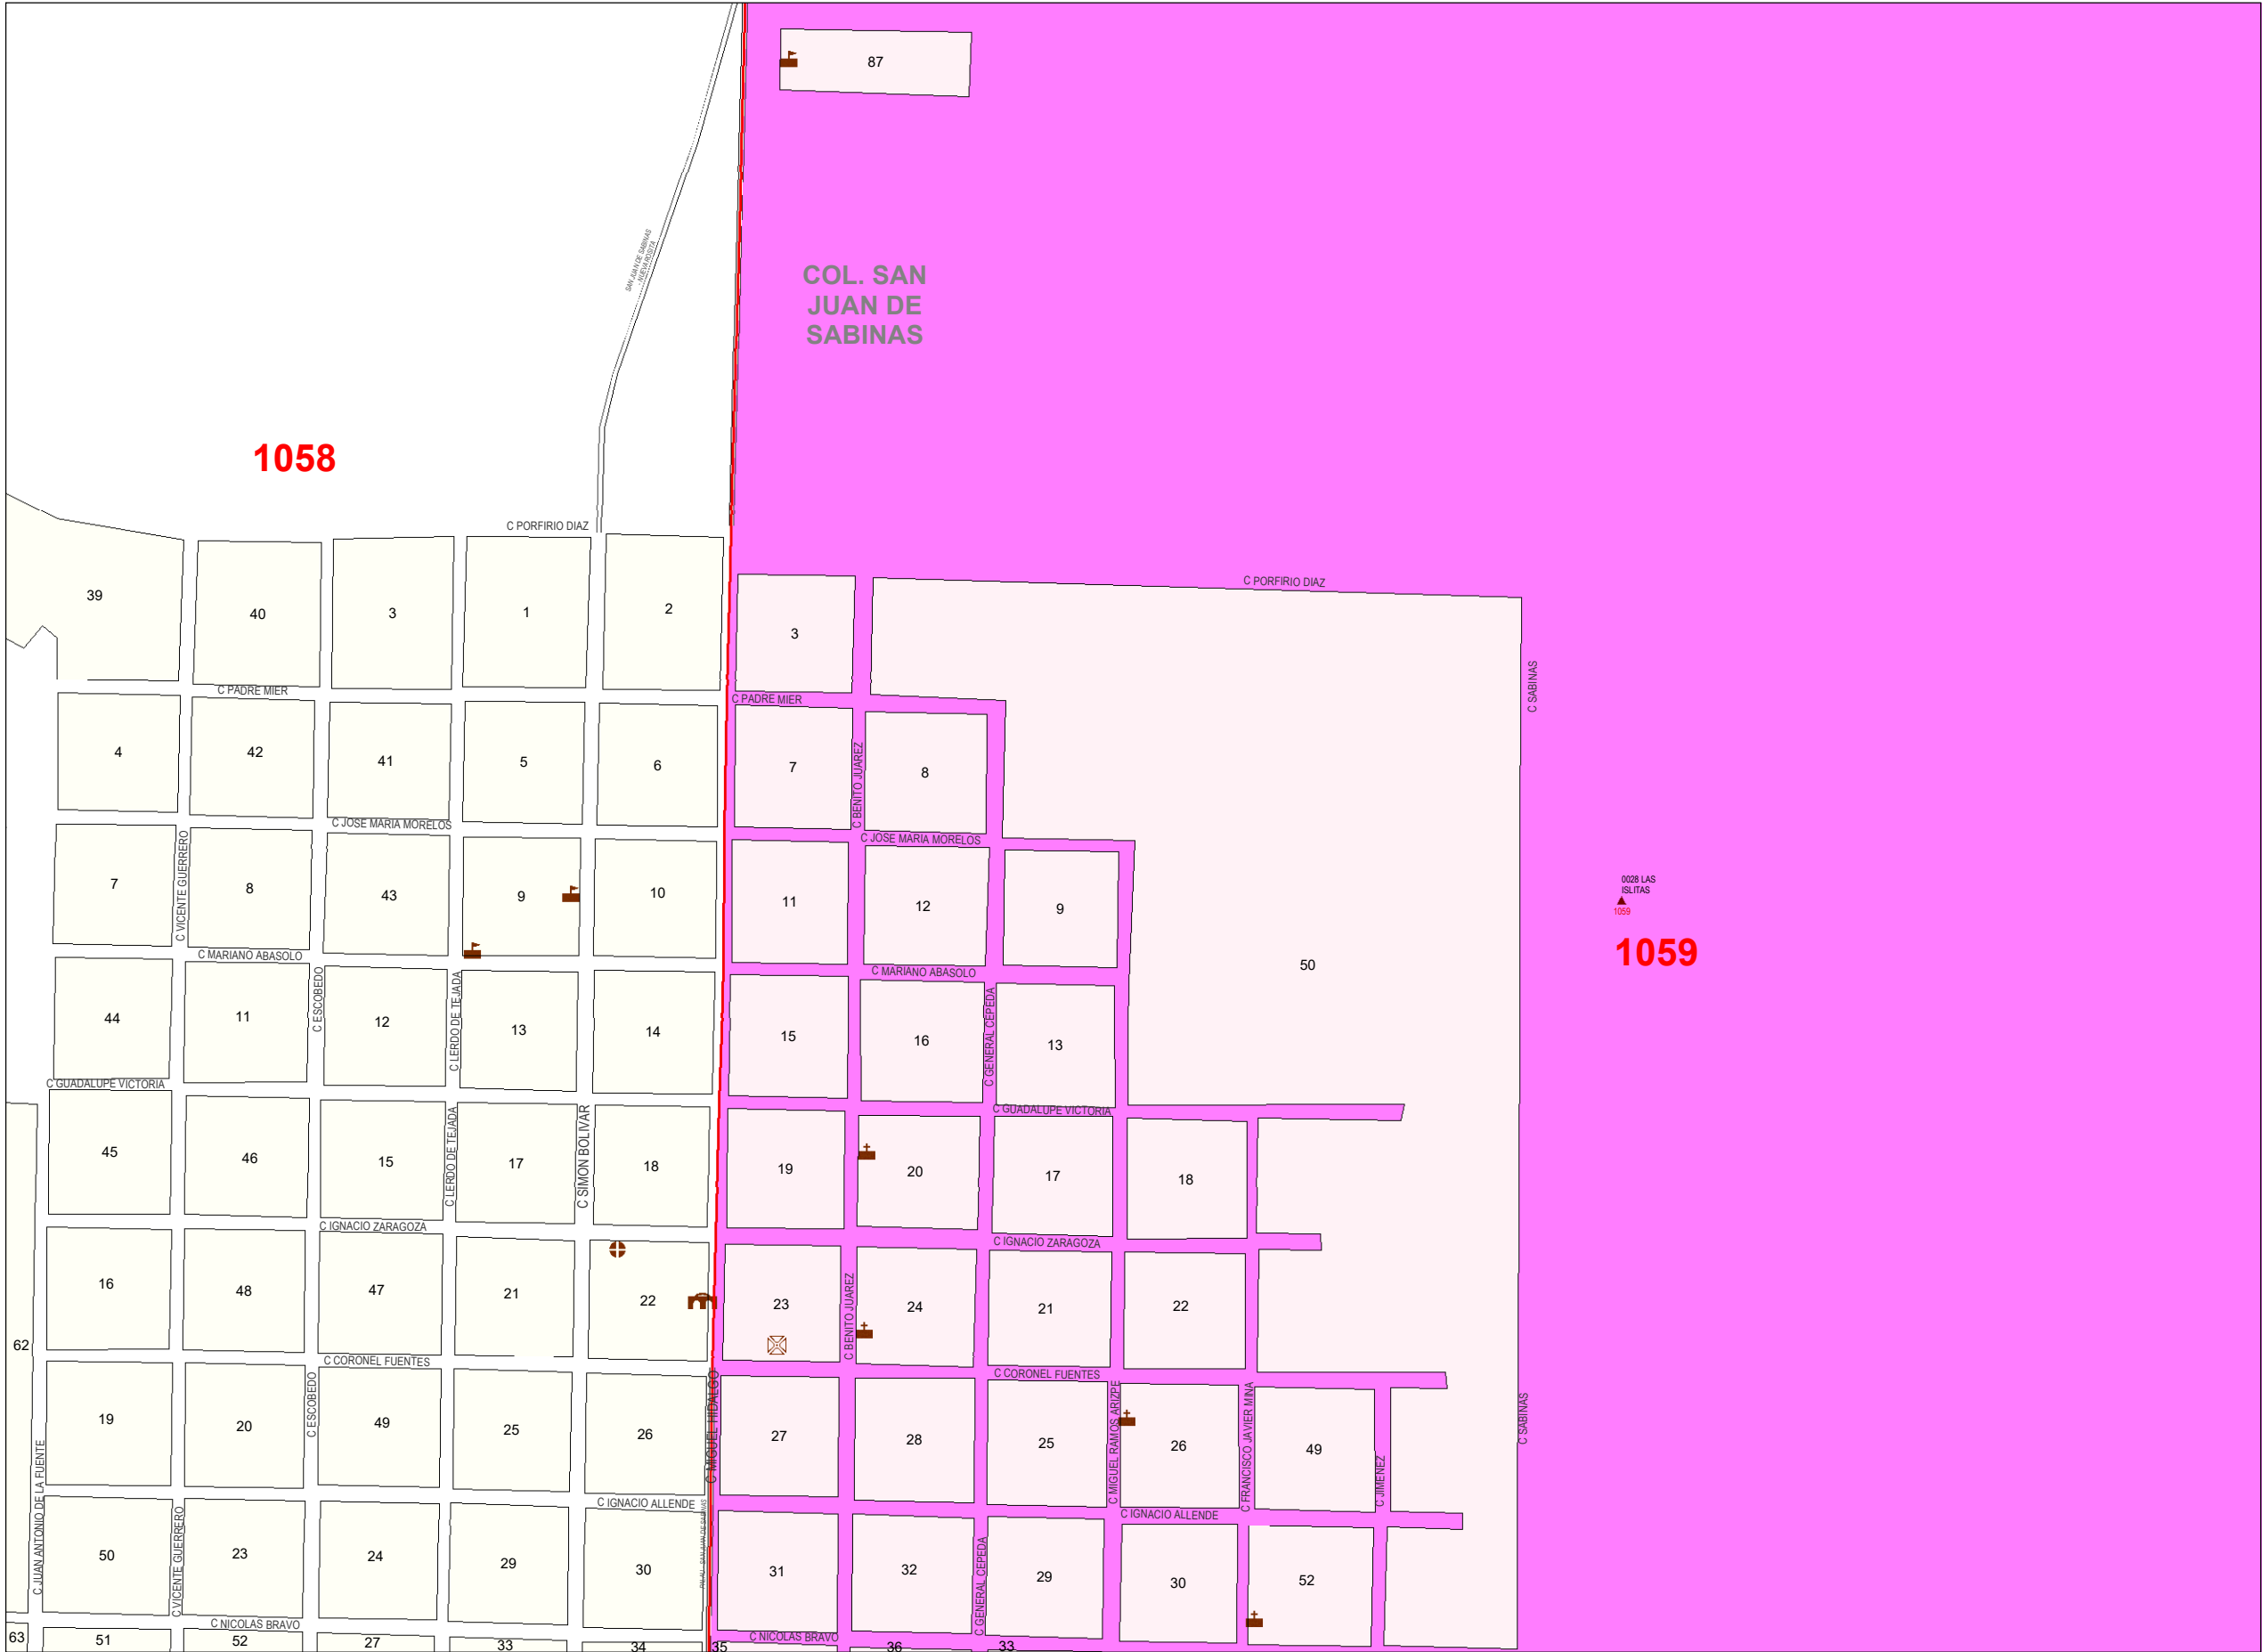 87
SAN JUAN DE SABINAS
- NUEVA ROSITA
COL. SAN
JUAN DE
SABINAS
1058
C PORFIRIO DIAZ
C PORFIRIO DIAZ
39
40
3
1
2
3
C SABINAS
C PADRE MIER
C PADRE MIER
4
42
41
5
6
7
8
C BENITO JUAREZ
C JOSE MARIA MORELOS
C JOSE MARIA MORELOS
C VICENTE GUERRERO
7
8
43
9
10
11
12
9
0028 LAS
ISLITAS
1059
1059
50
C MARIANO ABASOLO
C MARIANO ABASOLO
C ESCOBEDO
C LERDO DE TEJADA
C GENERAL CEPEDA
44
11
12
13
14
15
16
13
C GUADALUPE VICTORIA
C GUADALUPE VICTORIA
C LERDO DE TEJADA
C SIMON BOLIVAR
45
46
15
17
18
19
20
17
18
C IGNACIO ZARAGOZA
C IGNACIO ZARAGOZA
16
48
47
21
22
23
24
21
22
C BENITO JUAREZ
62
C CORONEL FUENTES
C CORONEL FUENTES
C ESCOBEDO
C MIGUEL HIDALGO
C MIGUEL RAMOS ARIZPE
C FRANCISCO JAVIER MINA
C JIMENEZ
C SABINAS
19
20
49
25
26
27
28
25
26
49
C JUAN ANTONIO DE LA FUENTE
C IGNACIO ALLENDE
C IGNACIO ALLENDE
C VICENTE GUERRERO
C GENERAL CEPEDA
50
23
24
29
30
31
32
29
30
52
C NICOLAS BRAVO
C NICOLAS BRAVO
63
51
52
27
33
34
35
36
33